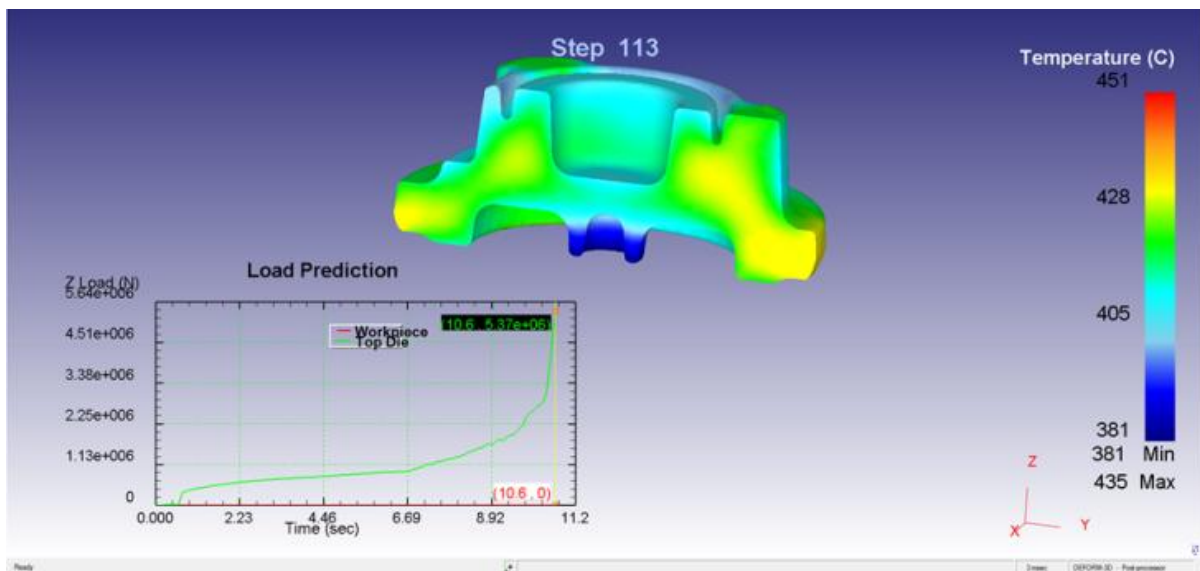 Step 113
Temperature (C)
451
428
405
381
381 Min
435 Max
Load Prediction
Z Load (N)
5.64e+006
4.51e+006
3.38e+006
2.25e+006
1.13e+006
0
(10.6 , 5.37e+06)
Workpiece
Top Die
(10.6 , 0)
0.000 2.23 4.46 6.69 8.92 11.2
Time (sec)
Z
X Y
Ready
DEFORM-3D - Post-processor